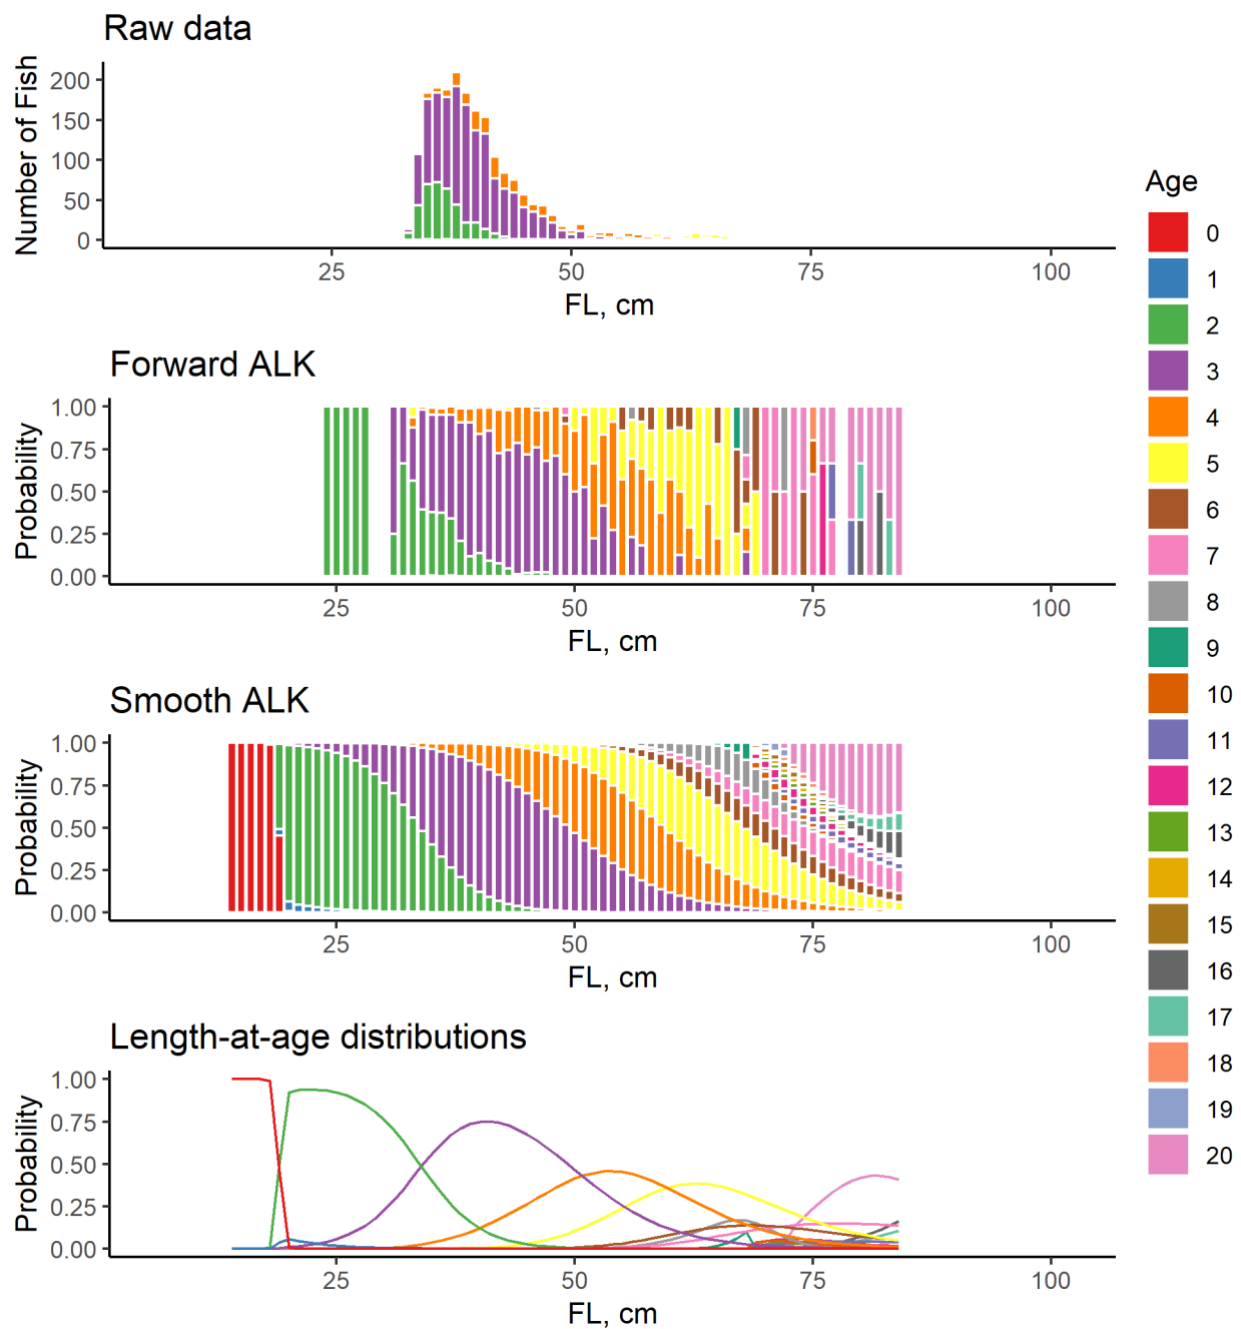 Raw data
Number of Fish
200
150
100
50
0
25 50 75 100
FL, cm
Forward ALK
Probability
1.00
0.75
0.50
0.25
0.00
25 50 75 100
FL, cm
Smooth ALK
Probability
1.00
0.75
0.50
0.25
0.00
25 50 75 100
FL, cm
Length-at-age distributions
Probability
1.00
0.75
0.50
0.25
0.00
25 50 75 100
FL, cm
Age
0
1
2
3
4
5
6
7
8
9
10
11
12
13
14
15
16
17
18
19
20